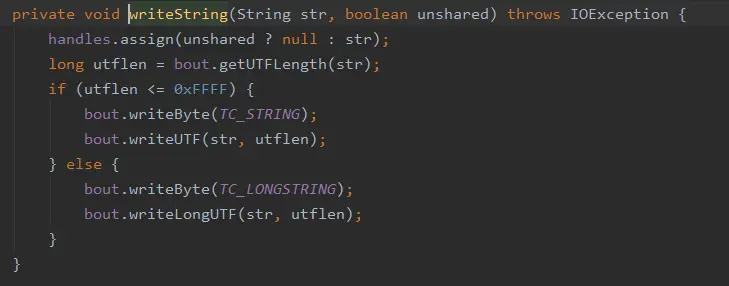 private void writeString(String str, boolean unshared) throws IOException {
    handles.assign(unshared ? null : str);
    long utflen = bout.getUTFLength(str);
    if (utflen <= 0xFFFF) {
        bout.writeByte(TC_STRING);
        bout.writeUTF(str, utflen);
    } else {
        bout.writeByte(TC_LONGSTRING);
        bout.writeLongUTF(str, utflen);
    }
}